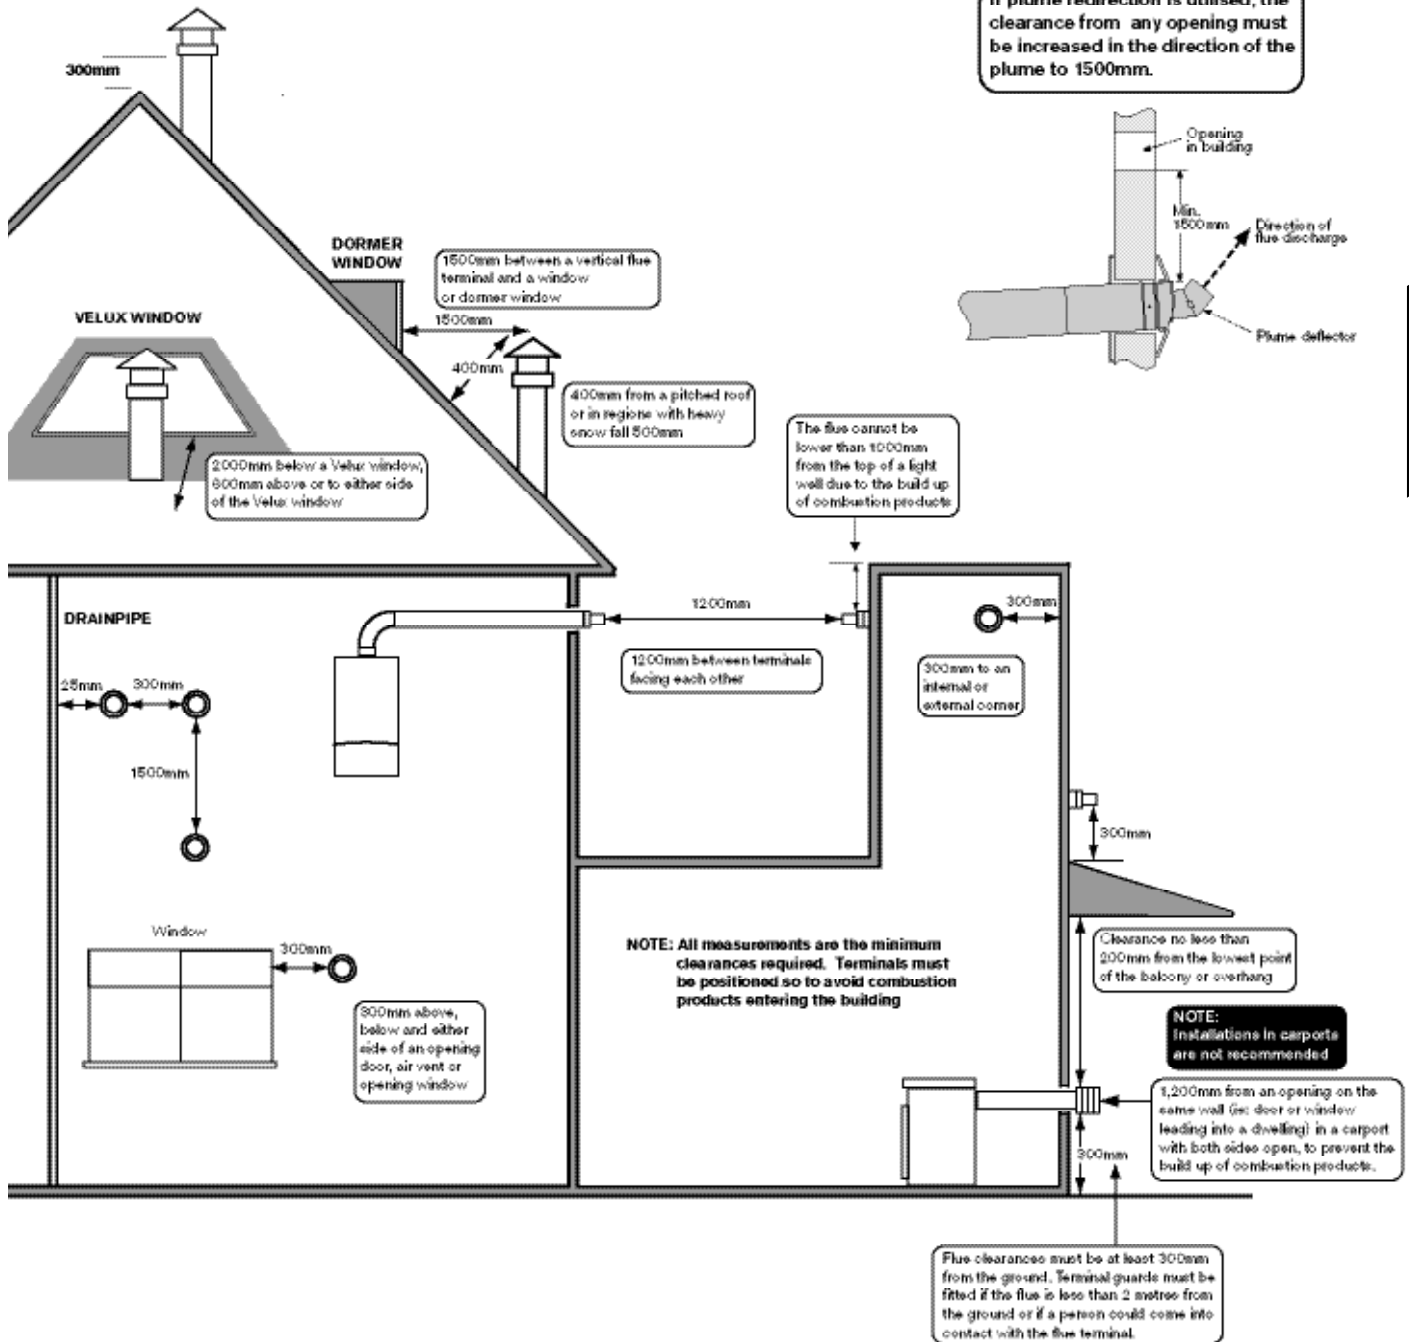 If plume redirection is utilised, the
clearance from any opening must
be increased in the direction of the
plume to 1500mm.
300mm
Opening
in building
Min.
1500mm
Direction of
flue discharge
Plume deflector
DORMER
WINDOW
1500mm between a vertical flue
terminal and a window
or dormer window
1500mm
VELUX WINDOW
400mm
400mm from a pitched roof
or in regions with heavy
snow fall 500mm
2000mm below a Velux window,
600mm above or to either side
of the Velux window
The flue cannot be
lower than 1000mm
from the top of a light
well due to the build up
of combustion products
DRAINPIPE
1200mm
300mm
1200mm between terminals
facing each other
300mm to an
internal or
external corner
25mm
300mm
1500mm
300mm
Window
300mm
NOTE: All measurements are the minimum
clearances required. Terminals must
be positioned so to avoid combustion
products entering the building
Clearance no less than
200mm from the lowest point
of the balcony or overhang
300mm above,
below and either
side of an opening
door, air vent or
opening window
NOTE:
Installations in carports
are not recommended
1,200mm from an opening on the
same wall (ie: door or window
leading into a dwelling) in a carport
with both sides open, to prevent the
build up of combustion products.
300mm
Flue clearances must be at least 300mm
from the ground. Terminal guards must be
fitted if the flue is less than 2 metres from
the ground or if a person could come into
contact with the flue terminal.